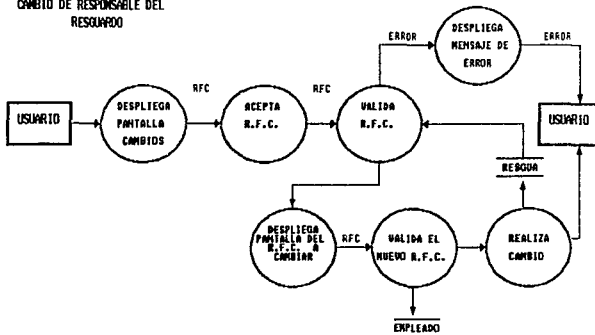 CAMBIO DE RESPONSABLE DEL
RESGUARDO
DESPLIEGA
MENSAJE DE
ERROR
ERROR
ERROR
RFC
RFC
USUARIO
DESPLIEGA
PANTALLA
CAMBIOS
ACEPTA
R.F.C.
VALIDA
R.F.C.
USUARIO
RESGUA
DESPLIEGA
PANTALLA DEL
R.F.C. A
CAMBIAR
RFC
VALIDA EL
NUEVO R.F.C.
REALIZA
CAMBIO
EMPLEADO